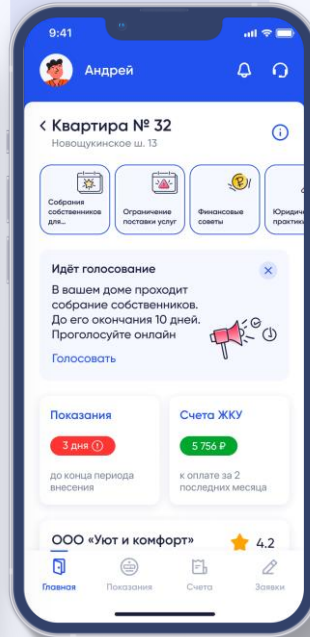 9:41
Андрей
Квартира № 32
Новощукинское ш. 13
Собрания
собственников
для...
Ограничение
поставки услуг
Финансовые
советы
Юридич
практик
Идёт голосование
В вашем доме проходит
собрание собственников.
До его окончания 10 дней.
Проголосуйте онлайн
Голосовать
Показания
3 дня
до конца периода
внесения
Счета ЖКУ
5 756 ₽
к оплате за 2
последних месяца
ООО «Уют и комфорт»
4.2
Главная
Показания
Счета
Заявки